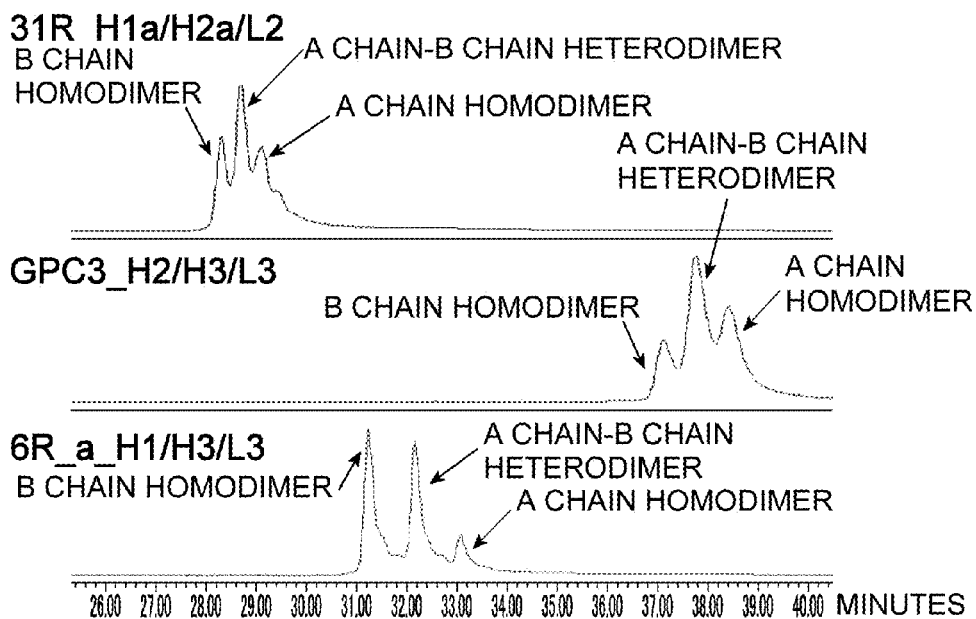 31R_H1a/H2a/L2
B CHAIN
HOMODIMER
A CHAIN-B CHAIN HETERODIMER
A CHAIN HOMODIMER
A CHAIN-B CHAIN
HETERODIMER
GPC3_H2/H3/L3
B CHAIN HOMODIMER
A CHAIN
HOMODIMER
6R_a_H1/H3/L3
B CHAIN HOMODIMER
A CHAIN-B CHAIN
HETERODIMER
A CHAIN HOMODIMER
26.00 27.00 28.00 29.00 30.00 31.00 32.00 33.00 34.00 35.00 36.00 37.00 38.00 39.00 40.00 MINUTES